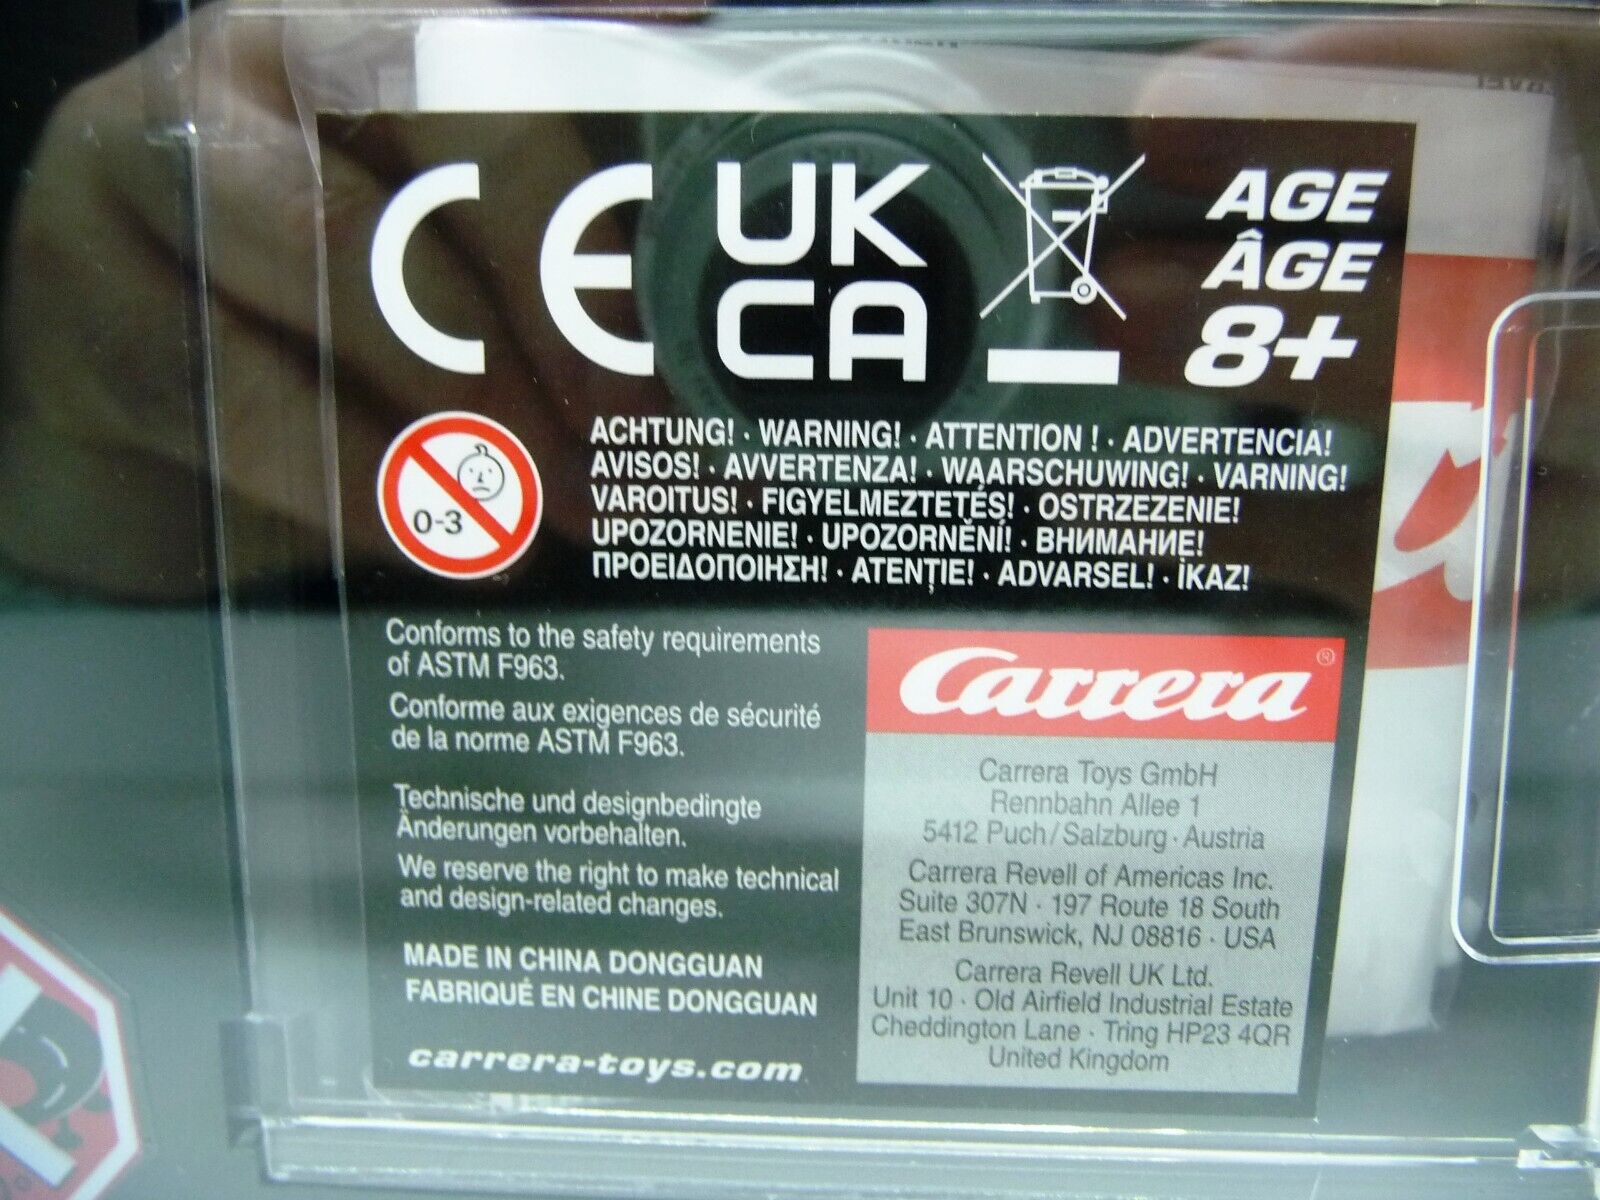 CE
UK
CA
AGE
ÂGE
8+
0-3
ACHTUNG! · WARNING! · ATTENTION ! · ADVERTENCIA!
AVISOS! · AVVERTENZA! · WAARSCHUWING! · VARNING!
VAROITUS! · FIGYELMEZTETÉS! · OSTRZEZENIE!
UPOZORNENIE! · UPOZORNĚNÍ! · ВНИМАНИЕ!
ΠΡΟΕΙΔΟΠΟΙΗΣΗ! · ATENȚIE! · ADVARSEL! · İKAZ!
Conforms to the safety requirements
of ASTM F963.
Conforme aux exigences de sécurité
de la norme ASTM F963.
Technische und designbedingte
Änderungen vorbehalten.
We reserve the right to make technical
and design-related changes.
MADE IN CHINA DONGGUAN
FABRIQUÉ EN CHINE DONGGUAN
carrera-toys.com
Carrera®
Carrera Toys GmbH
Rennbahn Allee 1
5412 Puch/Salzburg · Austria
Carrera Revell of Americas Inc.
Suite 307N · 197 Route 18 South
East Brunswick, NJ 08816 · USA
Carrera Revell UK Ltd.
Unit 10 · Old Airfield Industrial Estate
Cheddington Lane · Tring HP23 4QR
United Kingdom